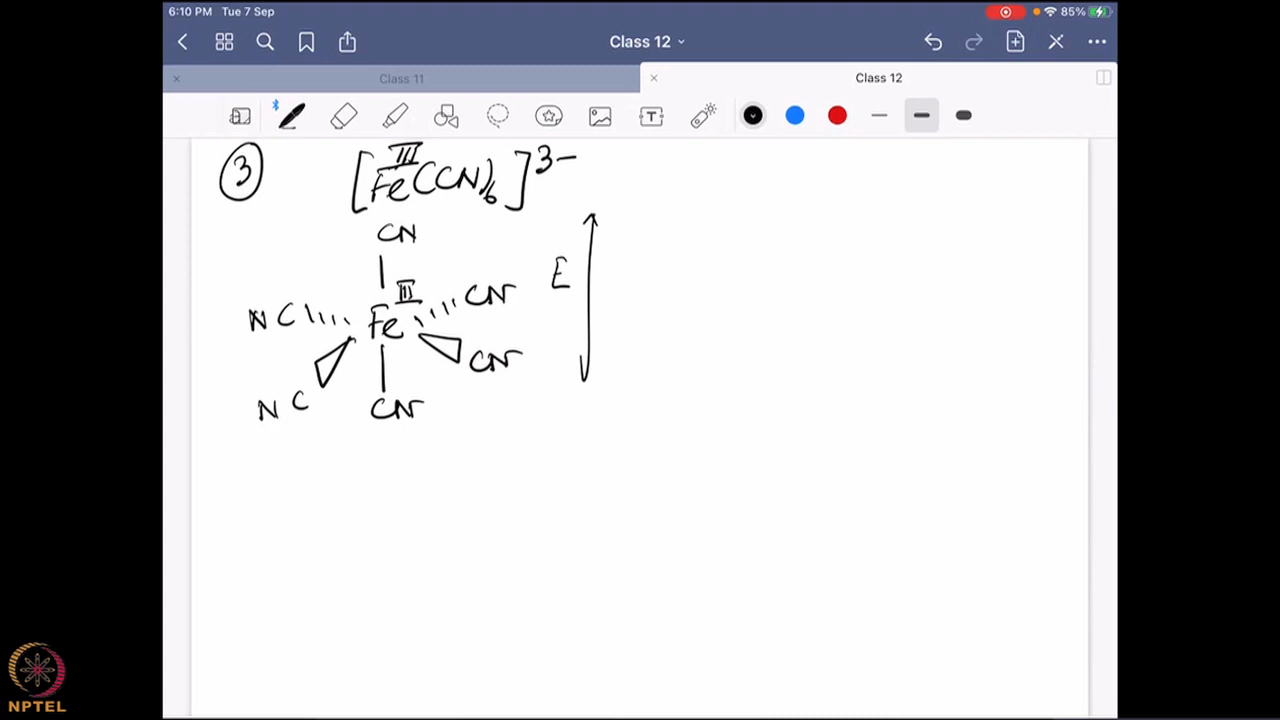 6:10 PM Tue 7 Sep
85%
Class 12
Class 11
Class 12
T
3
[Fe(CN)6]3-
III
CN
III
NC
Fe
CN
E
CN
NC
CN
NPTEL